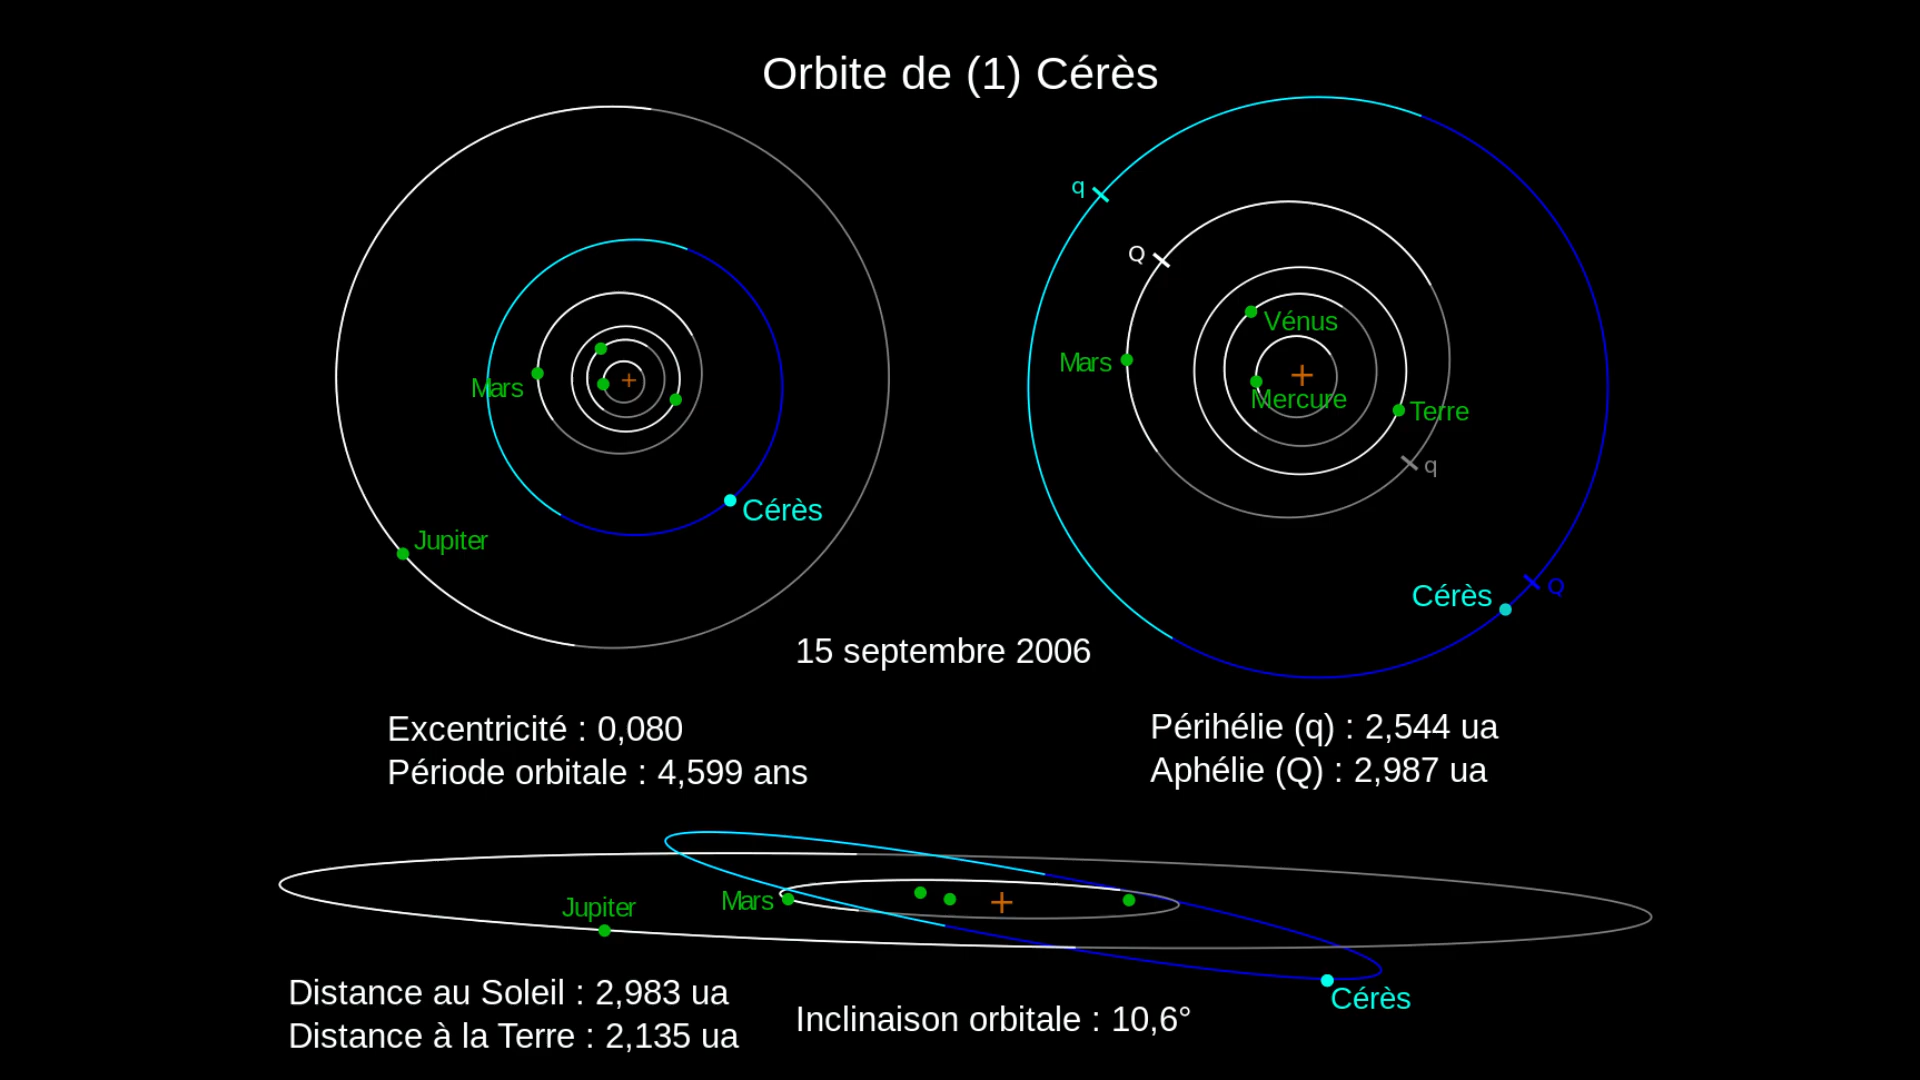 Orbite de (1) Cérès
Mars
Cérès
Jupiter
q
Q
Vénus
Mars
Mercure
Terre
q
Cérès
Q
15 septembre 2006
Excentricité : 0,080
Période orbitale : 4,599 ans
Périhélie (q) : 2,544 ua
Aphélie (Q) : 2,987 ua
Jupiter
Mars
Cérès
Distance au Soleil : 2,983 ua
Distance à la Terre : 2,135 ua
Inclinaison orbitale : 10,6°